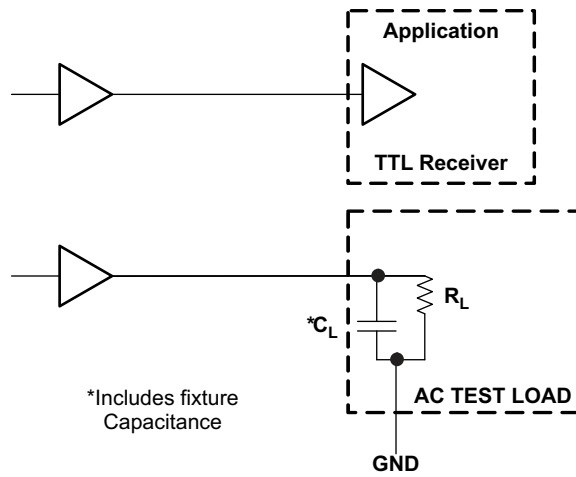 Application
TTL Receiver
R_L
*C_L
*Includes fixture
Capacitance
AC TEST LOAD
GND